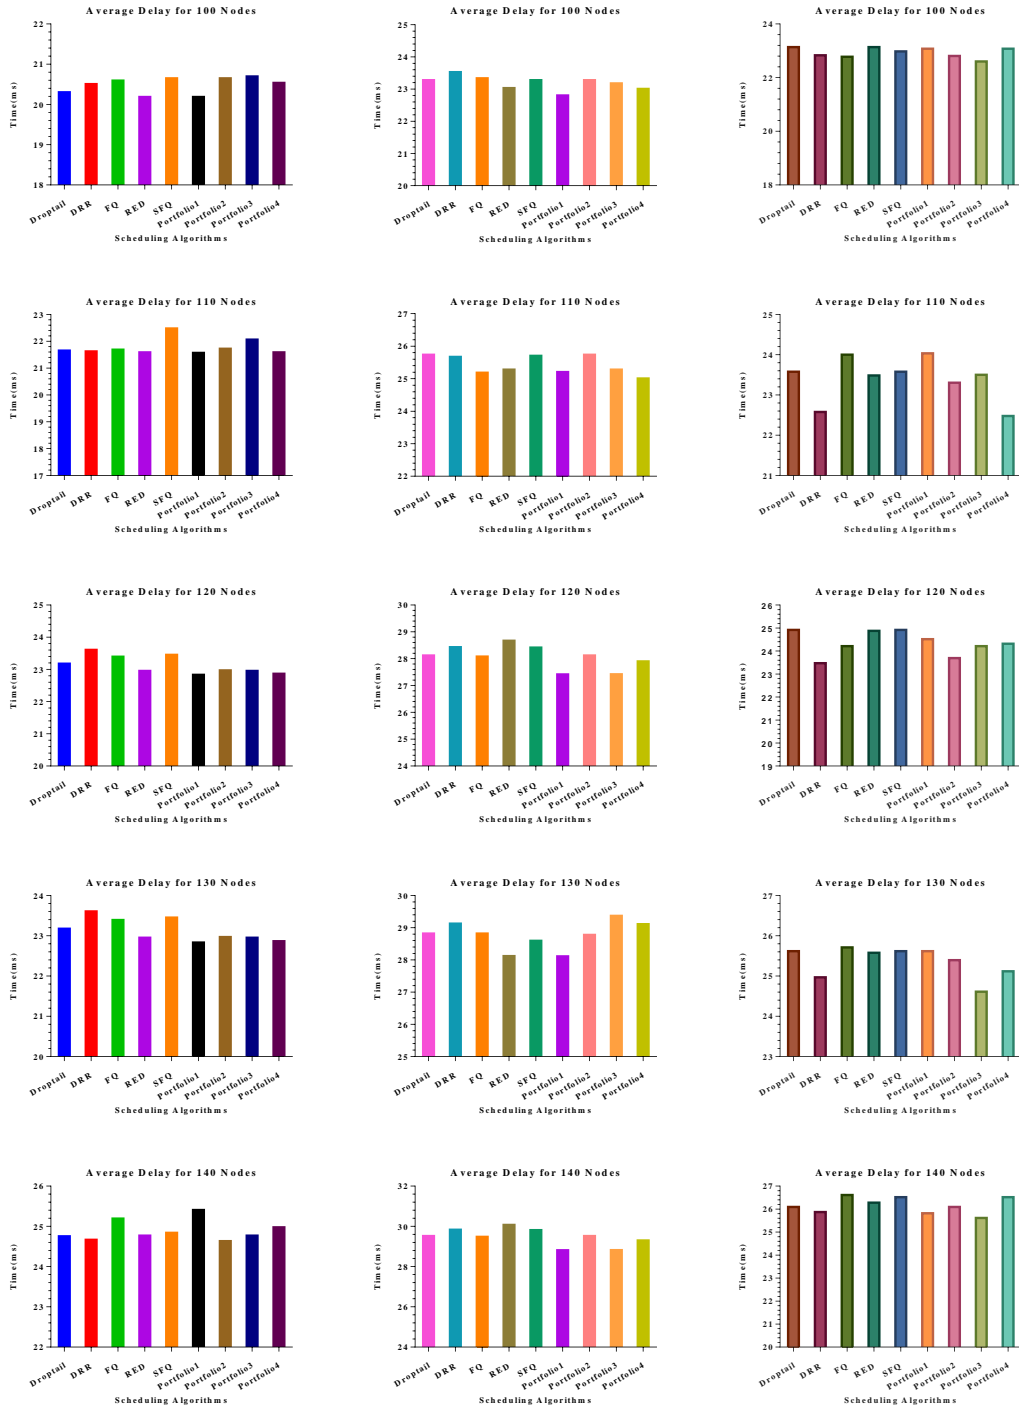 Average Delay for 100 Nodes
Time(ms)
22
21
20
19
18
Droptail DRR FQ RED SFQ Portfolio1 Portfolio2 Portfolio3 Portfolio4
Scheduling Algorithms
Average Delay for 100 Nodes
Time(ms)
25
24
23
22
21
20
Droptail DRR FQ RED SFQ Portfolio1 Portfolio2 Portfolio3 Portfolio4
Scheduling Algorithms
Average Delay for 100 Nodes
Time(ms)
24
22
20
18
Droptail DRR FQ RED SFQ Portfolio1 Portfolio2 Portfolio3 Portfolio4
Scheduling Algorithms
Average Delay for 110 Nodes
Time(ms)
23
22
21
20
19
18
17
Droptail DRR FQ RED SFQ Portfolio1 Portfolio2 Portfolio3 Portfolio4
Scheduling Algorithms
Average Delay for 110 Nodes
Time(ms)
27
26
25
24
23
22
Droptail DRR FQ RED SFQ Portfolio1 Portfolio2 Portfolio3 Portfolio4
Scheduling Algorithms
Average Delay for 110 Nodes
Time(ms)
25
24
23
22
21
Droptail DRR FQ RED SFQ Portfolio1 Portfolio2 Portfolio3 Portfolio4
Scheduling Algorithms
Average Delay for 120 Nodes
Time(ms)
25
24
23
22
21
20
Droptail DRR FQ RED SFQ Portfolio1 Portfolio2 Portfolio3 Portfolio4
Scheduling Algorithms
Average Delay for 120 Nodes
Time(ms)
30
29
28
27
26
25
24
Droptail DRR FQ RED SFQ Portfolio1 Portfolio2 Portfolio3 Portfolio4
Scheduling Algorithms
Average Delay for 120 Nodes
Time(ms)
26
25
24
23
22
21
20
19
Droptail DRR FQ RED SFQ Portfolio1 Portfolio2 Portfolio3 Portfolio4
Scheduling Algorithms
Average Delay for 130 Nodes
Time(ms)
24
23
22
21
20
Droptail DRR FQ RED SFQ Portfolio1 Portfolio2 Portfolio3 Portfolio4
Scheduling Algorithms
Average Delay for 130 Nodes
Time(ms)
30
29
28
27
26
25
Droptail DRR FQ RED SFQ Portfolio1 Portfolio2 Portfolio3 Portfolio4
Scheduling Algorithms
Average Delay for 130 Nodes
Time(ms)
27
26
25
24
23
Droptail DRR FQ RED SFQ Portfolio1 Portfolio2 Portfolio3 Portfolio4
Scheduling Algorithms
Average Delay for 140 Nodes
Time(ms)
26
25
24
23
22
Droptail DRR FQ RED SFQ Portfolio1 Portfolio2 Portfolio3 Portfolio4
Scheduling Algorithms
Average Delay for 140 Nodes
Time(ms)
32
30
28
26
24
Droptail DRR FQ RED SFQ Portfolio1 Portfolio2 Portfolio3 Portfolio4
Scheduling Algorithms
Average Delay for 140 Nodes
Time(ms)
27
26
25
24
23
22
21
20
Droptail DRR FQ RED SFQ Portfolio1 Portfolio2 Portfolio3 Portfolio4
Scheduling Algorithms